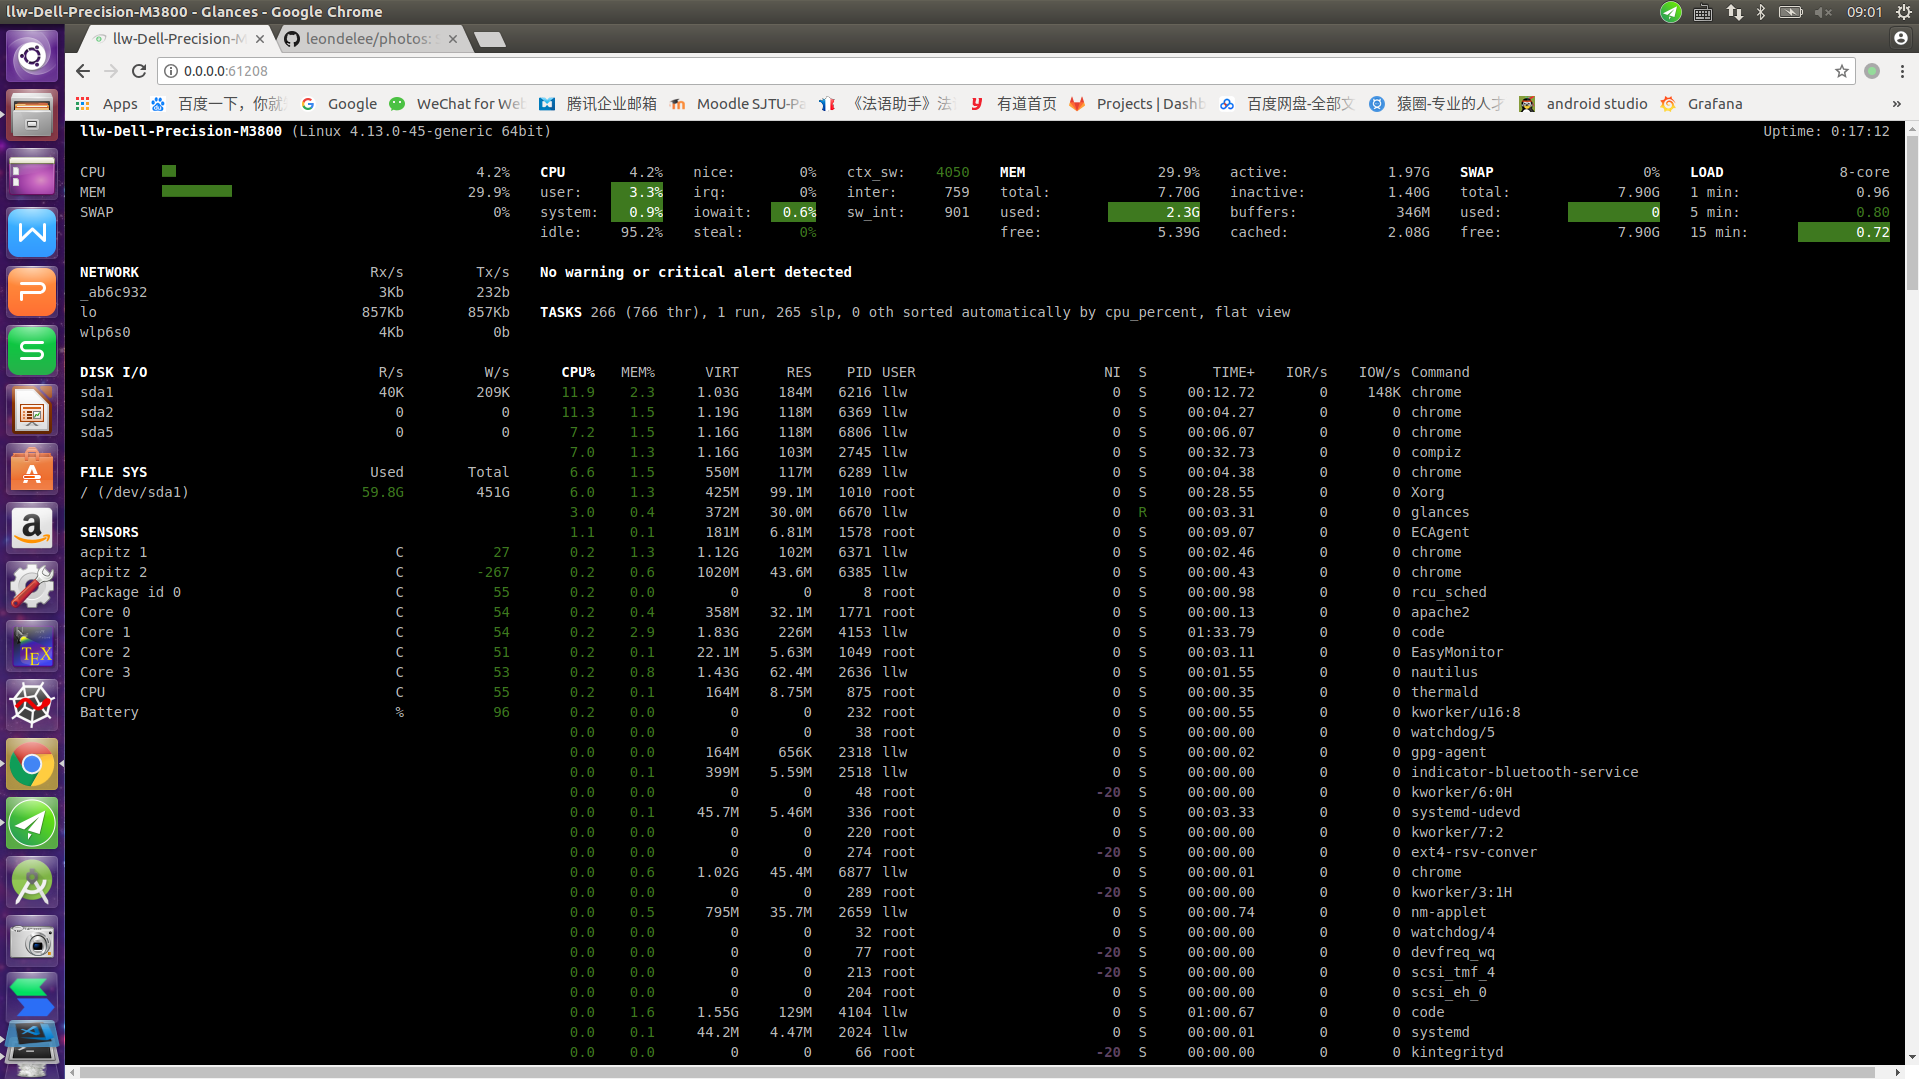 llw-Dell-Precision-M3800 - Glances - Google Chrome
09:01
llw-Dell-Precision-M
leondelee/photos:
0.0.0.0:61208
Apps 百度一下，你就 Google WeChat for We 腾讯企业邮箱 Moodle SJTU-Pa 《法语助手》法 有道首页 Projects | Dashb 百度网盘-全部文 猿圈-专业的人才 android studio Grafana »
llw-Dell-Precision-M3800 (Linux 4.13.0-45-generic 64bit) Uptime: 0:17:12
CPU 4.2% CPU 4.2% nice: 0% ctx_sw: 4050 MEM 29.9% active: 1.97G SWAP 0% LOAD 8-core
MEM 29.9% user: 3.3% irq: 0% inter: 759 total: 7.70G inactive: 1.40G total: 7.90G 1 min: 0.96
SWAP 0% system: 0.9% iowait: 0.6% sw_int: 901 used: 2.3G buffers: 346M used: 0 5 min: 0.80
idle: 95.2% steal: 0% free: 5.39G cached: 2.08G free: 7.90G 15 min: 0.72
NETWORK Rx/s Tx/s No warning or critical alert detected
_ab6c932 3Kb 232b
lo 857Kb 857Kb TASKS 266 (766 thr), 1 run, 265 slp, 0 oth sorted automatically by cpu_percent, flat view
wlp6s0 4Kb 0b
DISK I/O R/s W/s CPU% MEM% VIRT RES PID USER NI S TIME+ IOR/s IOW/s Command
sda1 40K 209K 11.9 2.3 1.03G 184M 6216 llw 0 S 00:12.72 0 148K chrome
sda2 0 0 11.3 1.5 1.19G 118M 6369 llw 0 S 00:04.27 0 0 chrome
sda5 0 0 7.2 1.5 1.16G 118M 6806 llw 0 S 00:06.07 0 0 chrome
7.0 1.3 1.16G 103M 2745 llw 0 S 00:32.73 0 0 compiz
FILE SYS Used Total 6.6 1.5 550M 117M 6289 llw 0 S 00:04.38 0 0 chrome
/ (/dev/sda1) 59.8G 451G 6.0 1.3 425M 99.1M 1010 root 0 S 00:28.55 0 0 Xorg
3.0 0.4 372M 30.0M 6670 llw 0 R 00:03.31 0 0 glances
SENSORS 1.1 0.1 181M 6.81M 1578 root 0 S 00:09.07 0 0 ECAgent
acpitz 1 C 27 0.2 1.3 1.12G 102M 6371 llw 0 S 00:02.46 0 0 chrome
acpitz 2 C -267 0.2 0.6 1020M 43.6M 6385 llw 0 S 00:00.43 0 0 chrome
Package id 0 C 55 0.2 0.0 0 0 8 root 0 S 00:00.98 0 0 rcu_sched
Core 0 C 54 0.2 0.4 358M 32.1M 1771 root 0 S 00:00.13 0 0 apache2
Core 1 C 54 0.2 2.9 1.83G 226M 4153 llw 0 S 01:33.79 0 0 code
Core 2 C 51 0.2 0.1 22.1M 5.63M 1049 root 0 S 00:03.11 0 0 EasyMonitor
Core 3 C 53 0.2 0.8 1.43G 62.4M 2636 llw 0 S 00:01.55 0 0 nautilus
CPU C 55 0.2 0.1 164M 8.75M 875 root 0 S 00:00.35 0 0 thermald
Battery % 96 0.2 0.0 0 0 232 root 0 S 00:00.55 0 0 kworker/u16:8
0.0 0.0 0 0 38 root 0 S 00:00.00 0 0 watchdog/5
0.0 0.0 164M 656K 2318 llw 0 S 00:00.02 0 0 gpg-agent
0.0 0.1 399M 5.59M 2518 llw 0 S 00:00.00 0 0 indicator-bluetooth-service
0.0 0.0 0 0 48 root -20 S 00:00.00 0 0 kworker/6:0H
0.0 0.1 45.7M 5.46M 336 root 0 S 00:03.33 0 0 systemd-udevd
0.0 0.0 0 0 220 root 0 S 00:00.00 0 0 kworker/7:2
0.0 0.0 0 0 274 root -20 S 00:00.00 0 0 ext4-rsv-conver
0.0 0.6 1.02G 45.4M 6877 llw 0 S 00:00.01 0 0 chrome
0.0 0.0 0 0 289 root -20 S 00:00.00 0 0 kworker/3:1H
0.0 0.5 795M 35.7M 2659 llw 0 S 00:00.74 0 0 nm-applet
0.0 0.0 0 0 32 root 0 S 00:00.00 0 0 watchdog/4
0.0 0.0 0 0 77 root -20 S 00:00.00 0 0 devfreq_wq
0.0 0.0 0 0 213 root -20 S 00:00.00 0 0 scsi_tmf_4
0.0 0.0 0 0 204 root 0 S 00:00.00 0 0 scsi_eh_0
0.0 1.6 1.55G 129M 4104 llw 0 S 01:00.67 0 0 code
0.0 0.1 44.2M 4.47M 2024 llw 0 S 00:00.01 0 0 systemd
0.0 0.0 0 0 66 root -20 S 00:00.00 0 0 kintegrityd